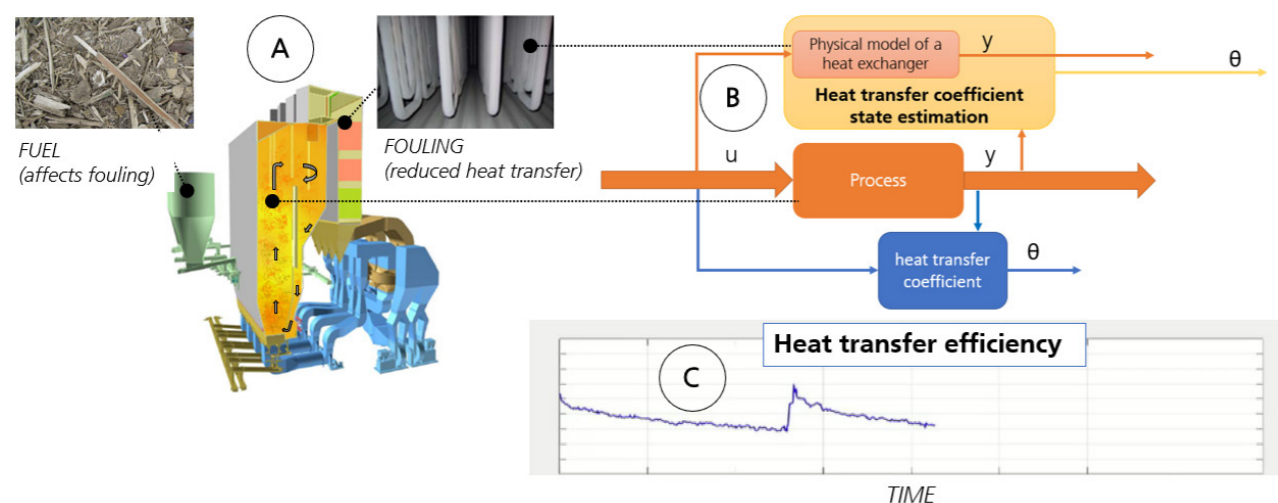 A
FUEL
(affects fouling)
FOULING
(reduced heat transfer)
B
Physical model of a
heat exchanger
y
θ
Heat transfer coefficient
state estimation
u
Process
y
heat transfer
coefficient
θ
Heat transfer efficiency
C
TIME